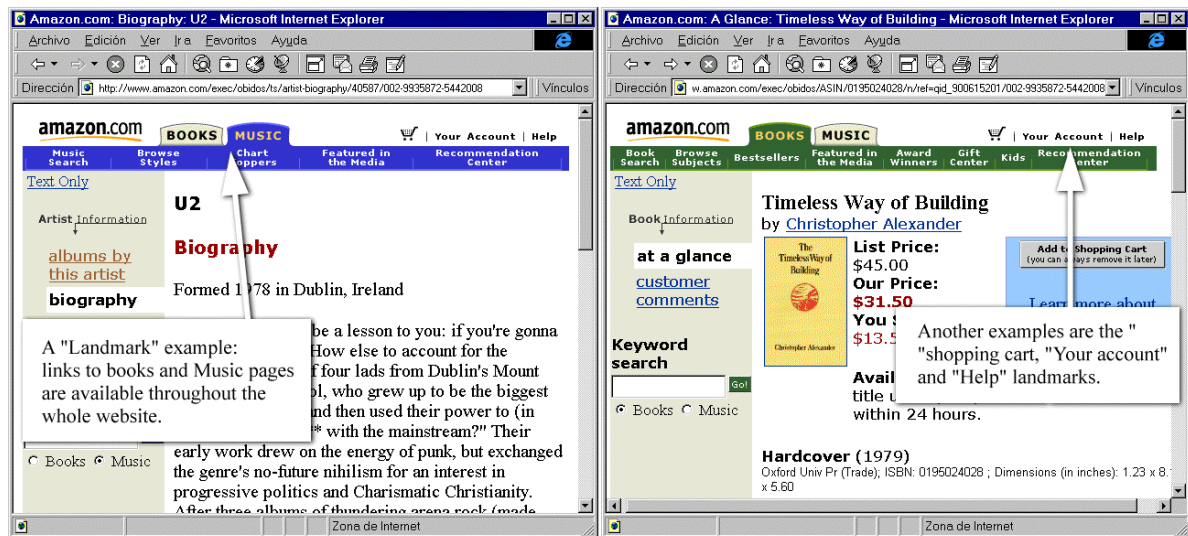 Amazon.com: Biography: U2 - Microsoft Internet Explorer
Archivo Edición Ver Ir a Favoritos Ayuda
Dirección http://www.amazon.com/exec/obidos/ts/artist-biography/40587/002-9935872-5442008 Vínculos
amazon.com BOOKS MUSIC | Your Account | Help
Music Search Browse Styles Chart oppers Featured in the Media Recommendation Center
Text Only
Artist Information
albums by
this artist
biography
U2
Biography
Formed 1978 in Dublin, Ireland
be a lesson to you: if you're gonna
How else to account for the
f four lads from Dublin's Mount
ol, who grew up to be the biggest
nd then used their power to (in
* with the mainstream?" Their
early work drew on the energy of punk, but exchanged
the genre's no-future nihilism for an interest in
progressive politics and Charismatic Christianity.
After three albums of thundering arena rock (made
Books Music
A "Landmark" example:
links to books and Music pages
are available throughout the
whole website.
Zona de Internet
Amazon.com: A Glance: Timeless Way of Building - Microsoft Internet Explorer
Archivo Edición Ver Ir a Favoritos Ayuda
Dirección w.amazon.com/exec/obidos/ASIN/0195024028/n/ref=qid_900615201/002-9935872-5442008 Vínculos
amazon.com BOOKS MUSIC | Your Account | Help
Book Search Browse Subjects Bestsellers Featured in the Media Award Winners Gift Center Kids Recommendation enter
Text Only
Book Information
at a glance
customer
comments
Keyword
search
Go!
Books Music
Timeless Way of Building
by Christopher Alexander
The
Timeless Way of
Building
Christopher Alexander
List Price:
$45.00
Our Price:
$31.50
You S
$13.5
Avail
title u
within 24 hours.
Add to Shopping Cart
(you can always remove it later)
Learn more about
Another examples are the "
"shopping cart, "Your account"
and "Help" landmarks.
Hardcover (1979)
Oxford Univ Pr (Trade); ISBN: 0195024028 ; Dimensions (in inches): 1.23 x 8.
x 5.60
Zona de Internet